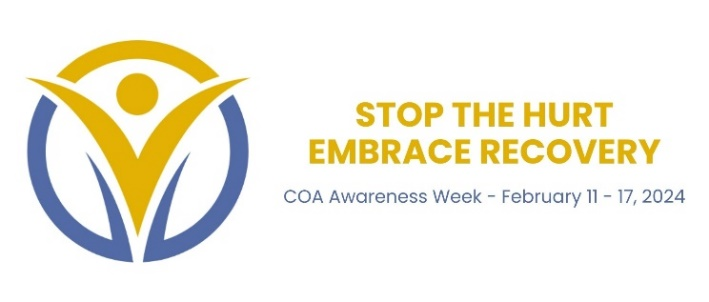 STOP THE HURT
EMBRACE RECOVERY
COA Awareness Week - February 11 - 17, 2024